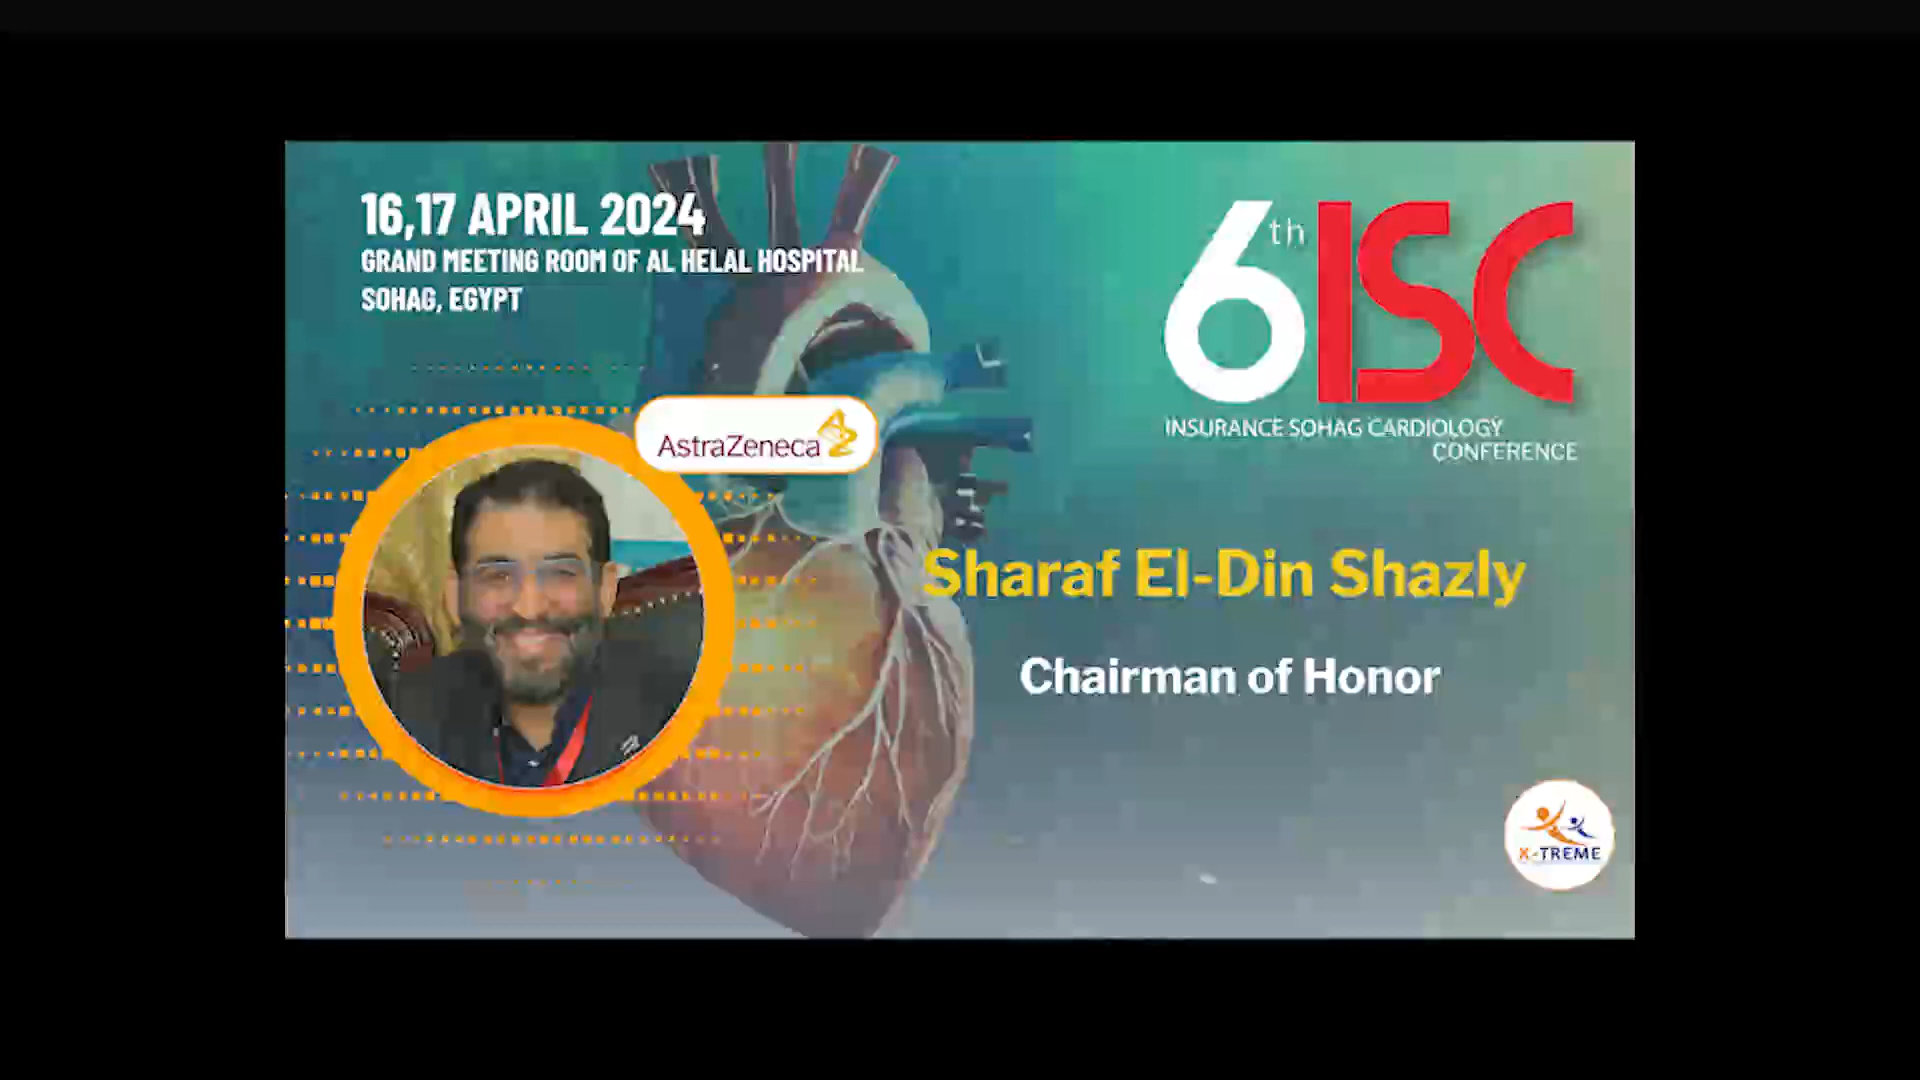 16,17 APRIL 2024
GRAND MEETING ROOM OF AL HELAL HOSPITAL
SOHAG, EGYPT
6th ISC
INSURANCE SOHAG CARDIOLOGY
CONFERENCE
AstraZeneca
Sharaf El-Din Shazly
Chairman of Honor
X-TREME